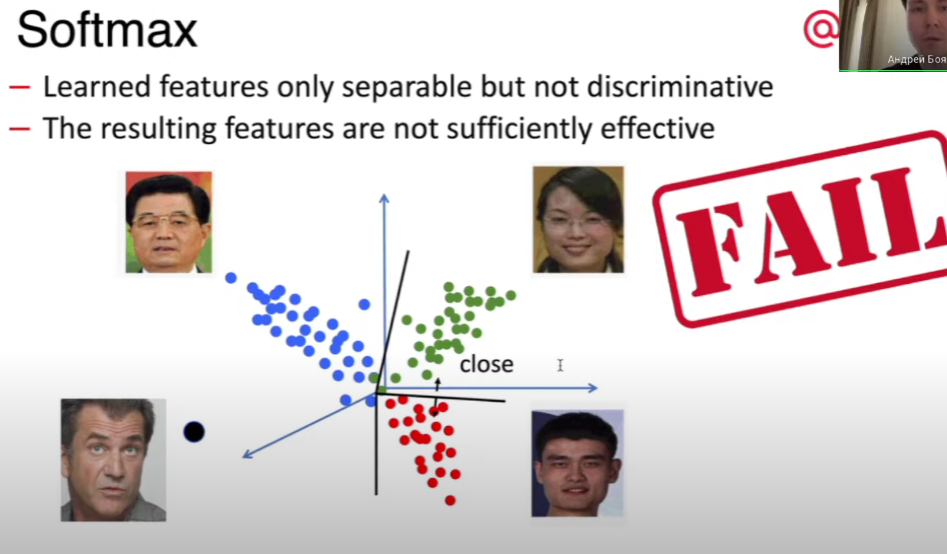 Softmax
@
Андрей Боя
— Learned features only separable but not discriminative
— The resulting features are not sufficiently effective
FAIL
close